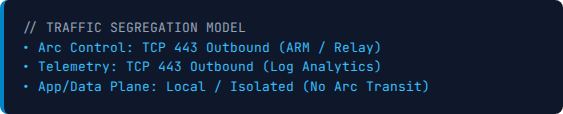 // TRAFFIC SEGREGATION MODEL
• Arc Control: TCP 443 Outbound (ARM / Relay)
• Telemetry: TCP 443 Outbound (Log Analytics)
• App/Data Plane: Local / Isolated (No Arc Transit)